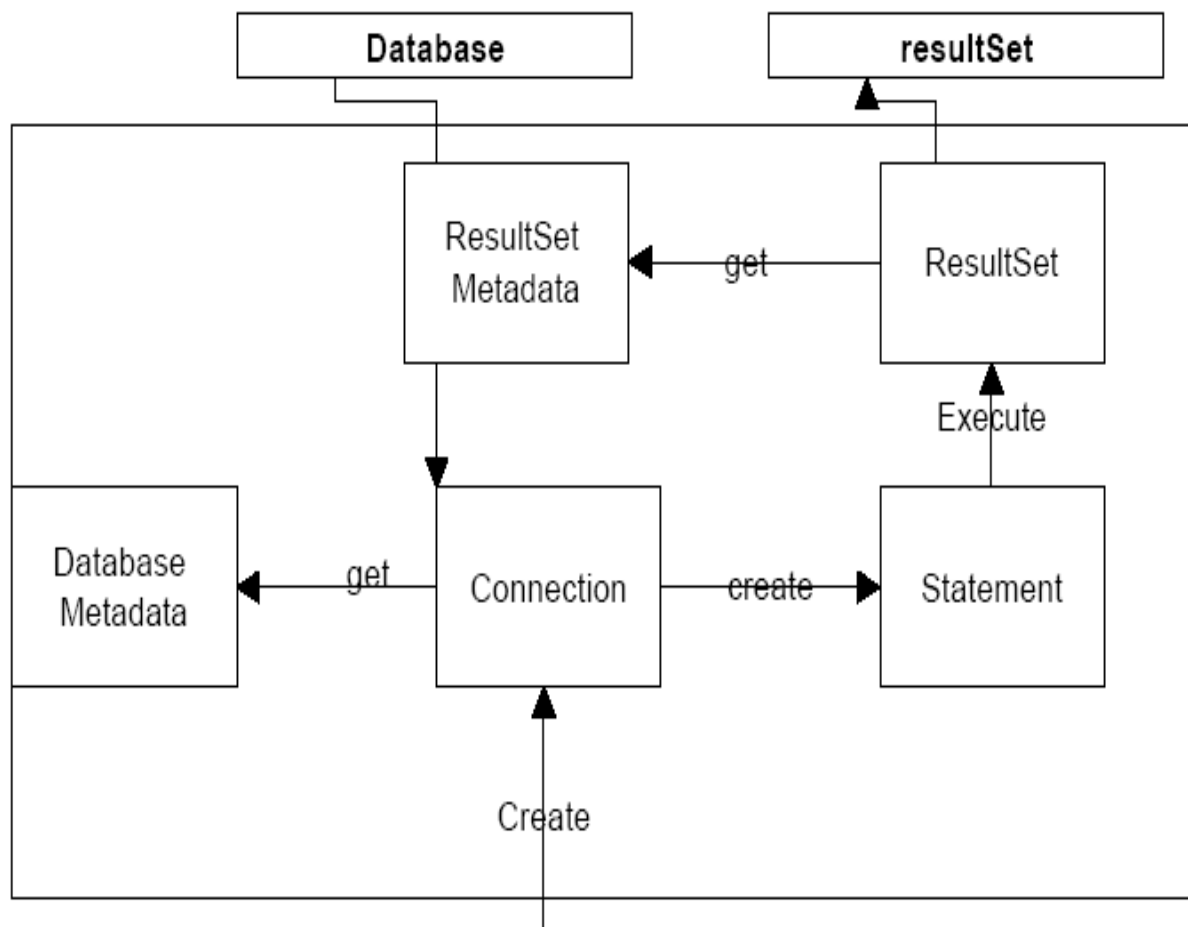 Database
resultSet
ResultSet
Metadata
get
ResultSet
Execute
Database
Metadata
get
Connection
create
Statement
Create